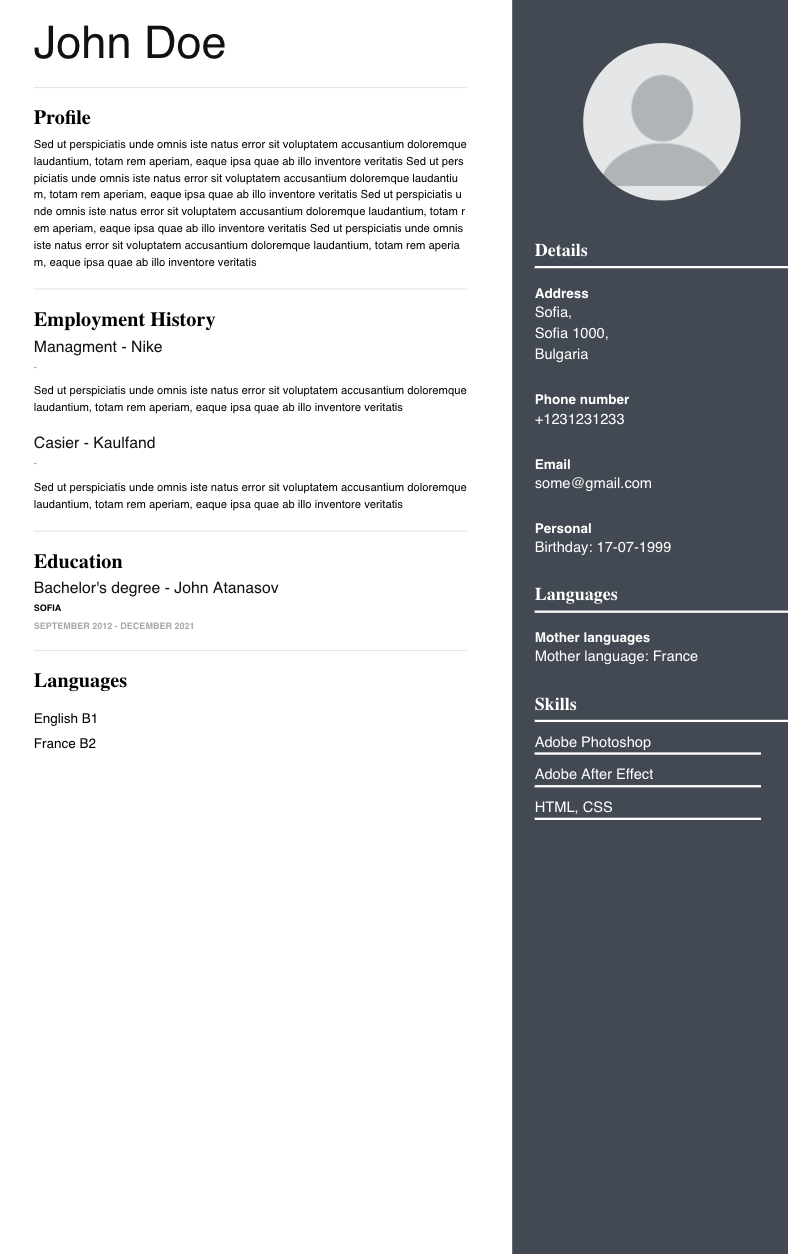 John Doe
Profile
Sed ut perspiciatis unde omnis iste natus error sit voluptatem accusantium doloremque
laudantium, totam rem aperiam, eaque ipsa quae ab illo inventore veritatis Sed ut pers
piciatis unde omnis iste natus error sit voluptatem accusantium doloremque laudantiu
m, totam rem aperiam, eaque ipsa quae ab illo inventore veritatis Sed ut perspiciatis u
nde omnis iste natus error sit voluptatem accusantium doloremque laudantium, totam r
em aperiam, eaque ipsa quae ab illo inventore veritatis Sed ut perspiciatis unde omnis
iste natus error sit voluptatem accusantium doloremque laudantium, totam rem aperia
m, eaque ipsa quae ab illo inventore veritatis
Employment History
Managment - Nike
-
Sed ut perspiciatis unde omnis iste natus error sit voluptatem accusantium doloremque
laudantium, totam rem aperiam, eaque ipsa quae ab illo inventore veritatis
Casier - Kaulfand
-
Sed ut perspiciatis unde omnis iste natus error sit voluptatem accusantium doloremque
laudantium, totam rem aperiam, eaque ipsa quae ab illo inventore veritatis
Education
Bachelor's degree - John Atanasov
SOFIA
SEPTEMBER 2012 - DECEMBER 2021
Languages
English B1
France B2
Details
Address
Sofia,
Sofia 1000,
Bulgaria
Phone number
+1231231233
Email
some@gmail.com
Personal
Birthday: 17-07-1999
Languages
Mother languages
Mother language: France
Skills
Adobe Photoshop
Adobe After Effect
HTML, CSS